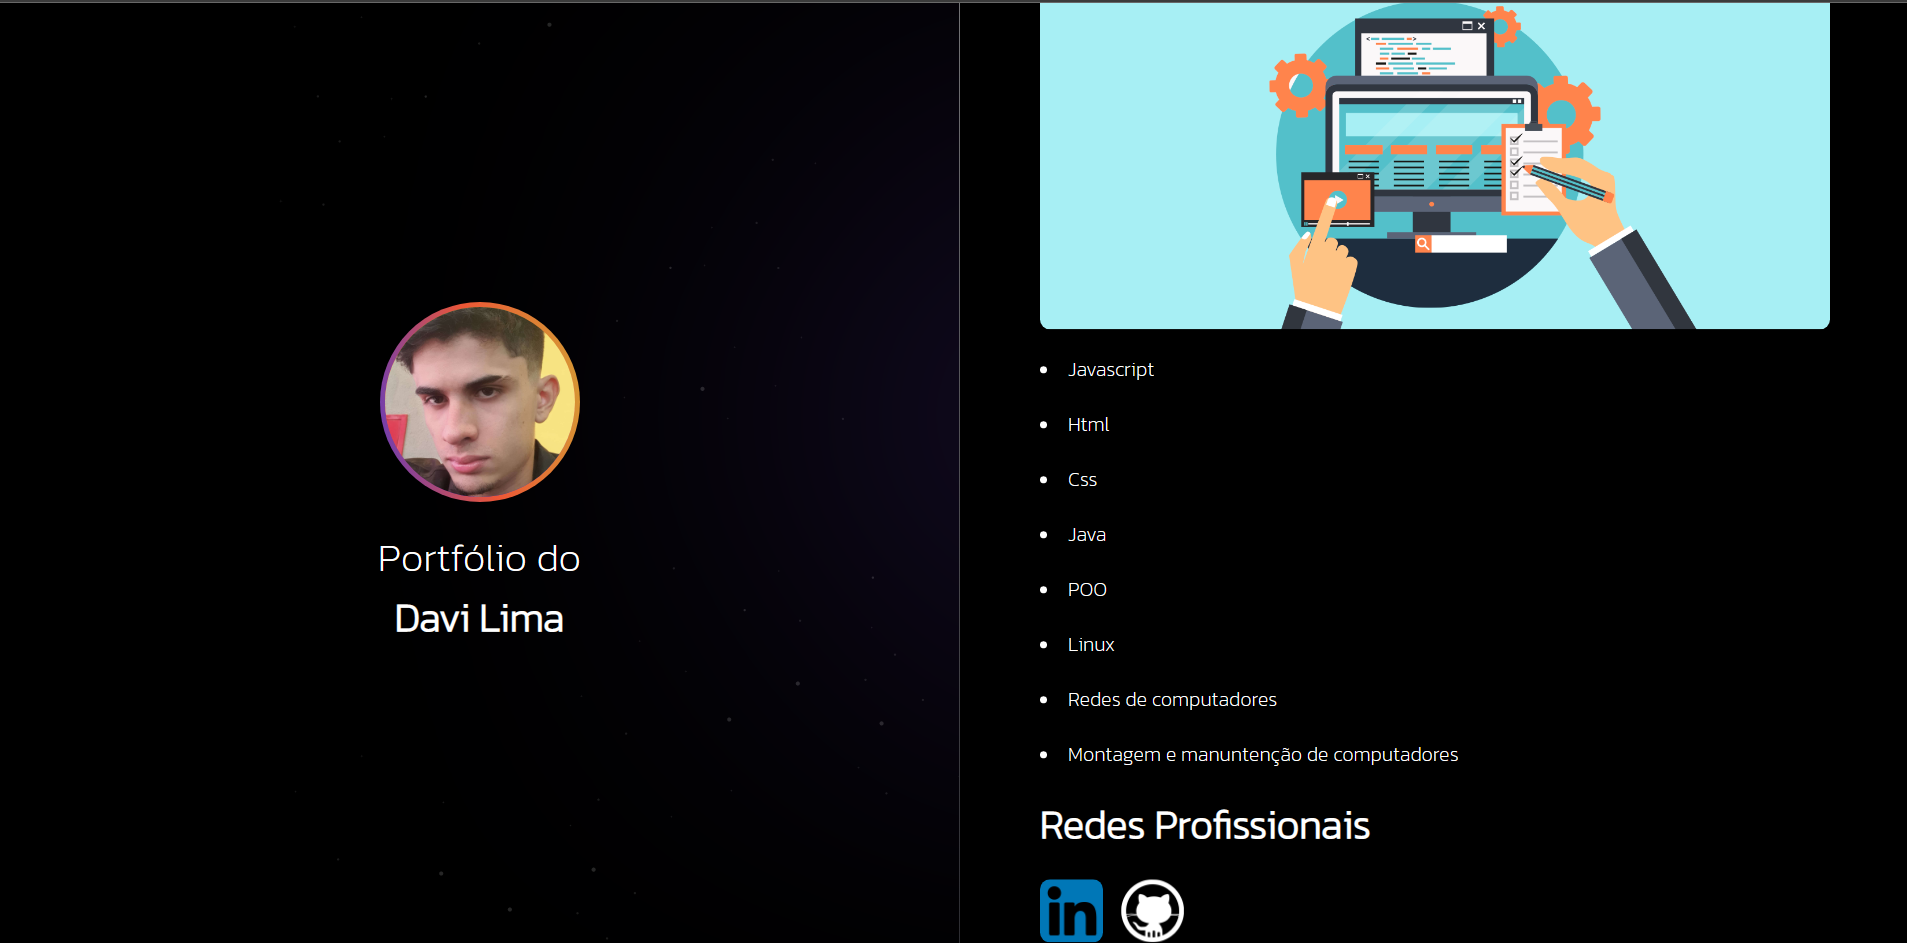 Portfólio do
Davi Lima
Javascript
Html
Css
Java
POO
Linux
Redes de computadores
Montagem e manuntenção de computadores
Redes Profissionais
in